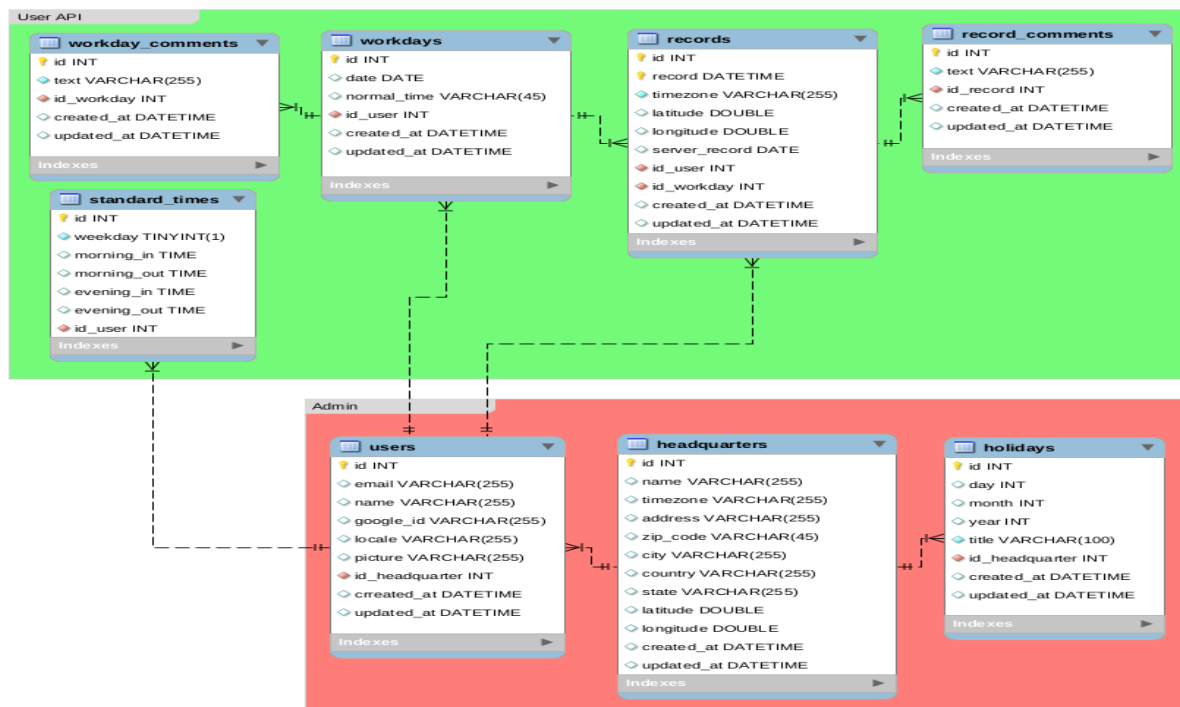 User API
workday_comments
id INT
text VARCHAR(255)
id_workday INT
created_at DATETIME
updated_at DATETIME
Indexes
workdays
id INT
date DATE
normal_time VARCHAR(45)
id_user INT
created_at DATETIME
updated_at DATETIME
Indexes
records
id INT
record DATETIME
timezone VARCHAR(255)
latitude DOUBLE
longitude DOUBLE
server_record DATE
id_user INT
id_workday INT
created_at DATETIME
updated_at DATETIME
Indexes
record_comments
id INT
text VARCHAR(255)
id_record INT
created_at DATETIME
updated_at DATETIME
Indexes
standard_times
id INT
weekday TINYINT(1)
morning_in TIME
morning_out TIME
evening_in TIME
evening_out TIME
id_user INT
Indexes
Admin
users
id INT
email VARCHAR(255)
name VARCHAR(255)
google_id VARCHAR(255)
locale VARCHAR(255)
picture VARCHAR(255)
id_headquarter INT
crreated_at DATETIME
updated_at DATETIME
Indexes
headquarters
id INT
name VARCHAR(255)
timezone VARCHAR(255)
address VARCHAR(255)
zip_code VARCHAR(45)
city VARCHAR(255)
country VARCHAR(255)
state VARCHAR(255)
latitude DOUBLE
longitude DOUBLE
created_at DATETIME
updated_at DATETIME
Indexes
holidays
id INT
day INT
month INT
year INT
title VARCHAR(100)
id_headquarter INT
created_at DATETIME
updated_at DATETIME
Indexes